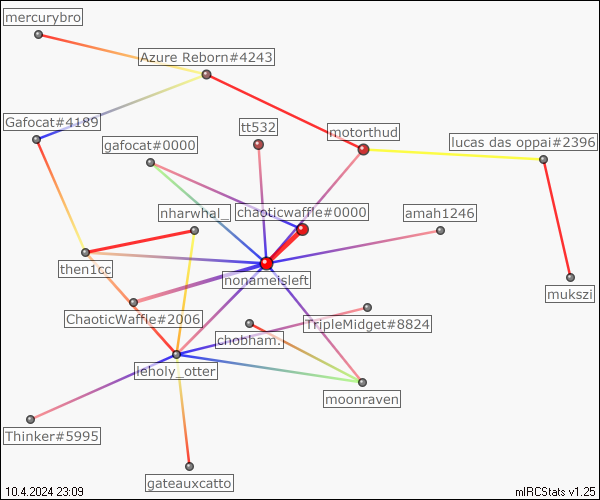 mercurybro
Azure Reborn#4243
Gafocat#4189
tt532
motorthud
gafocat#0000
lucas das oppai#2396
nharwhal_
chaoticwaffle#0000
amah1246
then1cc
nonameisleft
mukszi
ChaoticWaffle#2006
TripleMidget#8824
chobham.
leholy_otter
moonraven
Thinker#5995
gateauxcatto
10.4.2024 23:09
mIRCStats v1.25